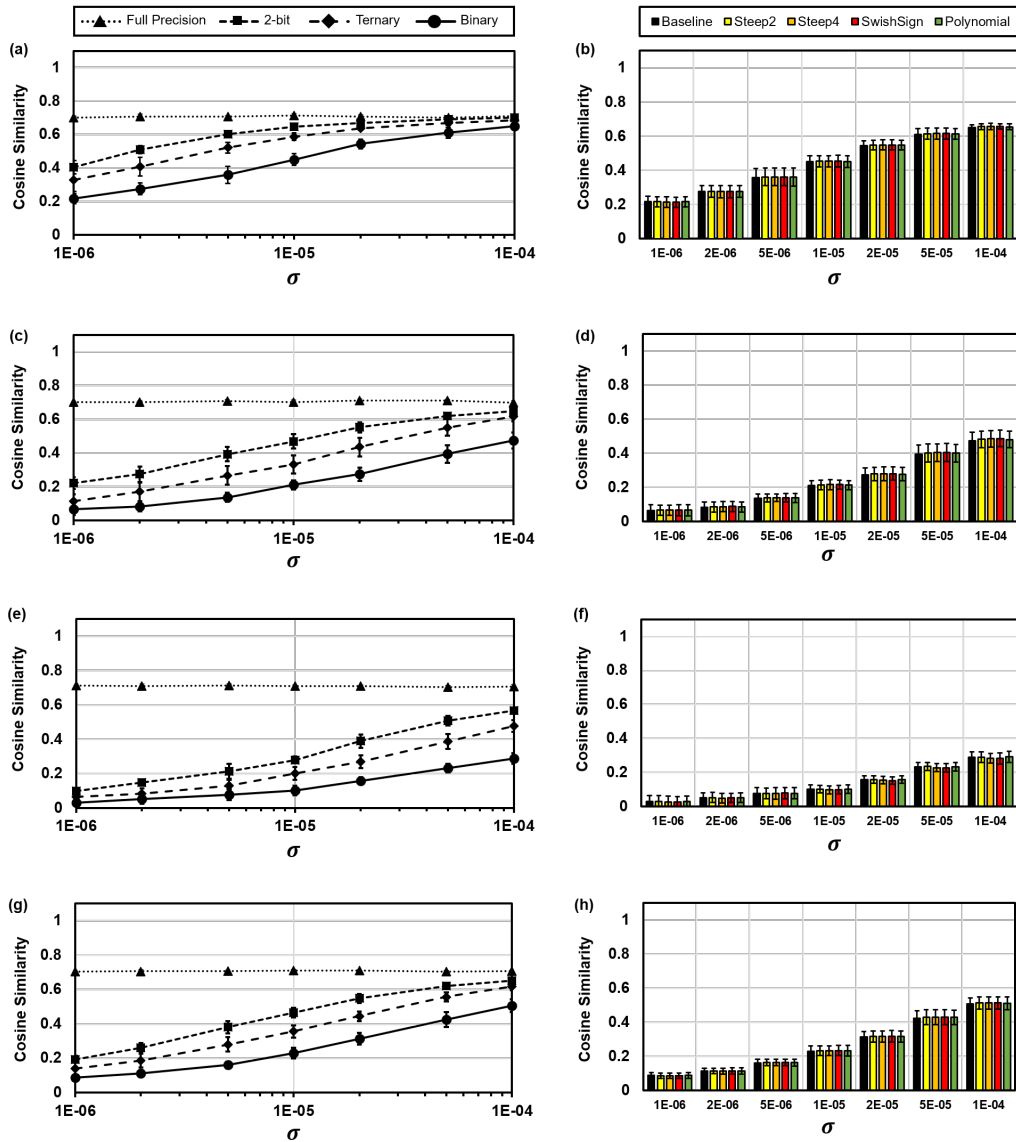 Full Precision 2-bit Ternary Binary
Baseline Steep2 Steep4 SwishSign Polynomial
(a)
Cosine Similarity
1
0.8
0.6
0.4
0.2
0
1E-06 1E-05 1E-04
σ
(b)
Cosine Similarity
1
0.8
0.6
0.4
0.2
0
1E-06 2E-06 5E-06 1E-05 2E-05 5E-05 1E-04
σ
(c)
Cosine Similarity
1
0.8
0.6
0.4
0.2
0
1E-06 1E-05 1E-04
σ
(d)
Cosine Similarity
1
0.8
0.6
0.4
0.2
0
1E-06 2E-06 5E-06 1E-05 2E-05 5E-05 1E-04
σ
(e)
Cosine Similarity
1
0.8
0.6
0.4
0.2
0
1E-06 1E-05 1E-04
σ
(f)
Cosine Similarity
1
0.8
0.6
0.4
0.2
0
1E-06 2E-06 5E-06 1E-05 2E-05 5E-05 1E-04
σ
(g)
Cosine Similarity
1
0.8
0.6
0.4
0.2
0
1E-06 1E-05 1E-04
σ
(h)
Cosine Similarity
1
0.8
0.6
0.4
0.2
0
1E-06 2E-06 5E-06 1E-05 2E-05 5E-05 1E-04
σ